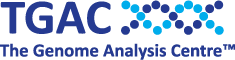 TGAC
The Genome Analysis Centre™